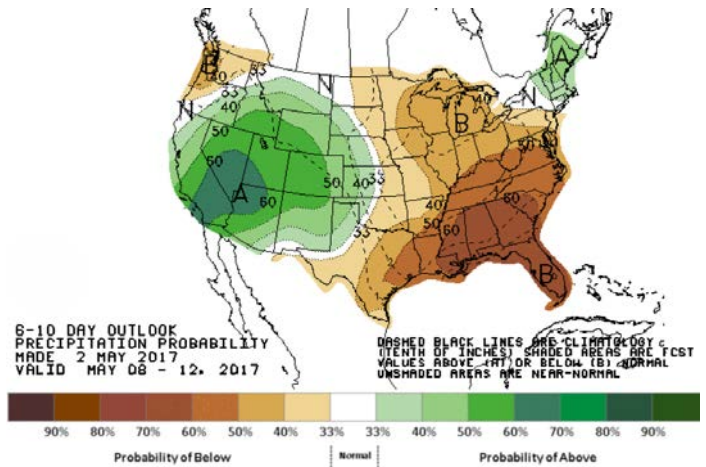 B
40
33
N
A
33
N
40
N
40
B
50
50
60
A
60
50
40
33
33
40
50
60
60
50
B
6-10 DAY OUTLOOK
PRECIPITATION PROBABILITY
MADE 2 MAY 2017
VALID MAY 08 - 12, 2017
DASHED BLACK LINES ARE CLIMATOLOGY
(TENTH OF INCHES) SHADED AREAS ARE FCST
VALUES ABOVE (A) OR BELOW (B) NORMAL
UNSHADED AREAS ARE NEAR-NORMAL
90% 80% 70% 60% 50% 40% 33% 33% 40% 50% 60% 70% 80% 90%
Probability of Below Normal Probability of Above